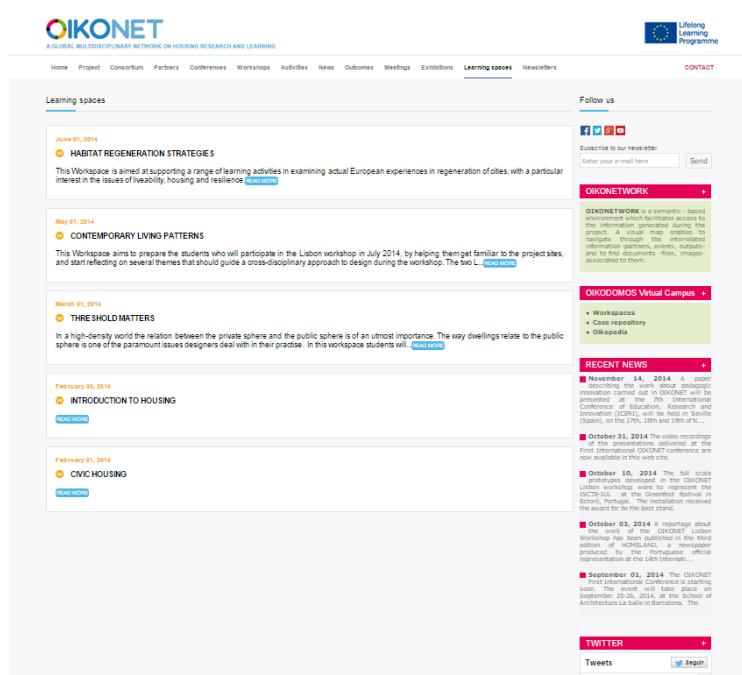 OIKONET
A GLOBAL MULTIDISCIPLINARY NETWORK ON HOUSING RESEARCH AND LEARNING
Lifelong
Learning
Programme
Home Project Consortium Partners Conferences Workshops Activities News Outcomes Meetings Exhibitions Learning spaces Newsletters CONTACT
Learning spaces
June 01, 2014
W HABITAT REGENERATION STRATEGIES
This Workspace is aimed at supporting a range of learning activities in examining actual European experiences in regeneration of cities, with a particular
interest in the issues of liveability, housing and resilience. READ MORE
May 01, 2014
W CONTEMPORARY LIVING PATTERNS
This Workspace aims to prepare the students who will participate in the Lisbon workshop in July 2014, by helping them get familiar to the project sites,
and start reflecting on several themes that should guide a cross-disciplinary approach to design during the workshop. The two L... READ MORE
March 01, 2014
W THRESHOLD MATTERS
In a high-density world the relation between the private sphere and the public sphere is of an utmost importance. The way dwellings relate to the public
sphere is one of the paramount issues designers deal with in their practise. In this workspace students will... READ MORE
February 02, 2014
W INTRODUCTION TO HOUSING
READ MORE
February 01, 2014
W CIVIC HOUSING
READ MORE
Follow us
Subscribe to our newsletter
Enter your e-mail here Send
OIKONETWORK +
OIKONETWORK is a semantic - based
environment which facilitates access to
the information generated during the
project. A visual map enables to
navigate through the interrelated
information -partners, events, outputs-
and to find documents -files, images-
associated to them.
OIKODOMOS Virtual Campus +
• Workspaces
• Case repository
• Oikopedia
RECENT NEWS +
November 14, 2014 A paper
describing the work about pedagogic
innovation carried out in OIKONET will be
presented at the 7th International
Conference of Education, Research and
Innovation (ICERI), will be held in Seville
(Spain), on the 17th, 18th and 19th of N...
October 31, 2014 The video recordings
of the presentations delivered at the
First International OIKONET conference are
now available in this web site.
October 10, 2014 The full scale
prototypes developed in the OIKONET
Lisbon workshop were to represent the
ISCTE-IUL at the Greenfest festival in
Estoril, Portugal. The installation received
the award for be the best stand.
October 03, 2014 A reportage about
the work of the OIKONET Lisbon
Workshop has been published in the third
edition of HOMELAND, a newspaper
produced by the Portuguese official
representation at the 14th Internati...
September 01, 2014 The OIKONET
First International Conference is starting
soon. The event will take place on
September 25-26, 2014, at the School of
Architecture La Salle in Barcelona. The
TWITTER +
Tweets Seguir